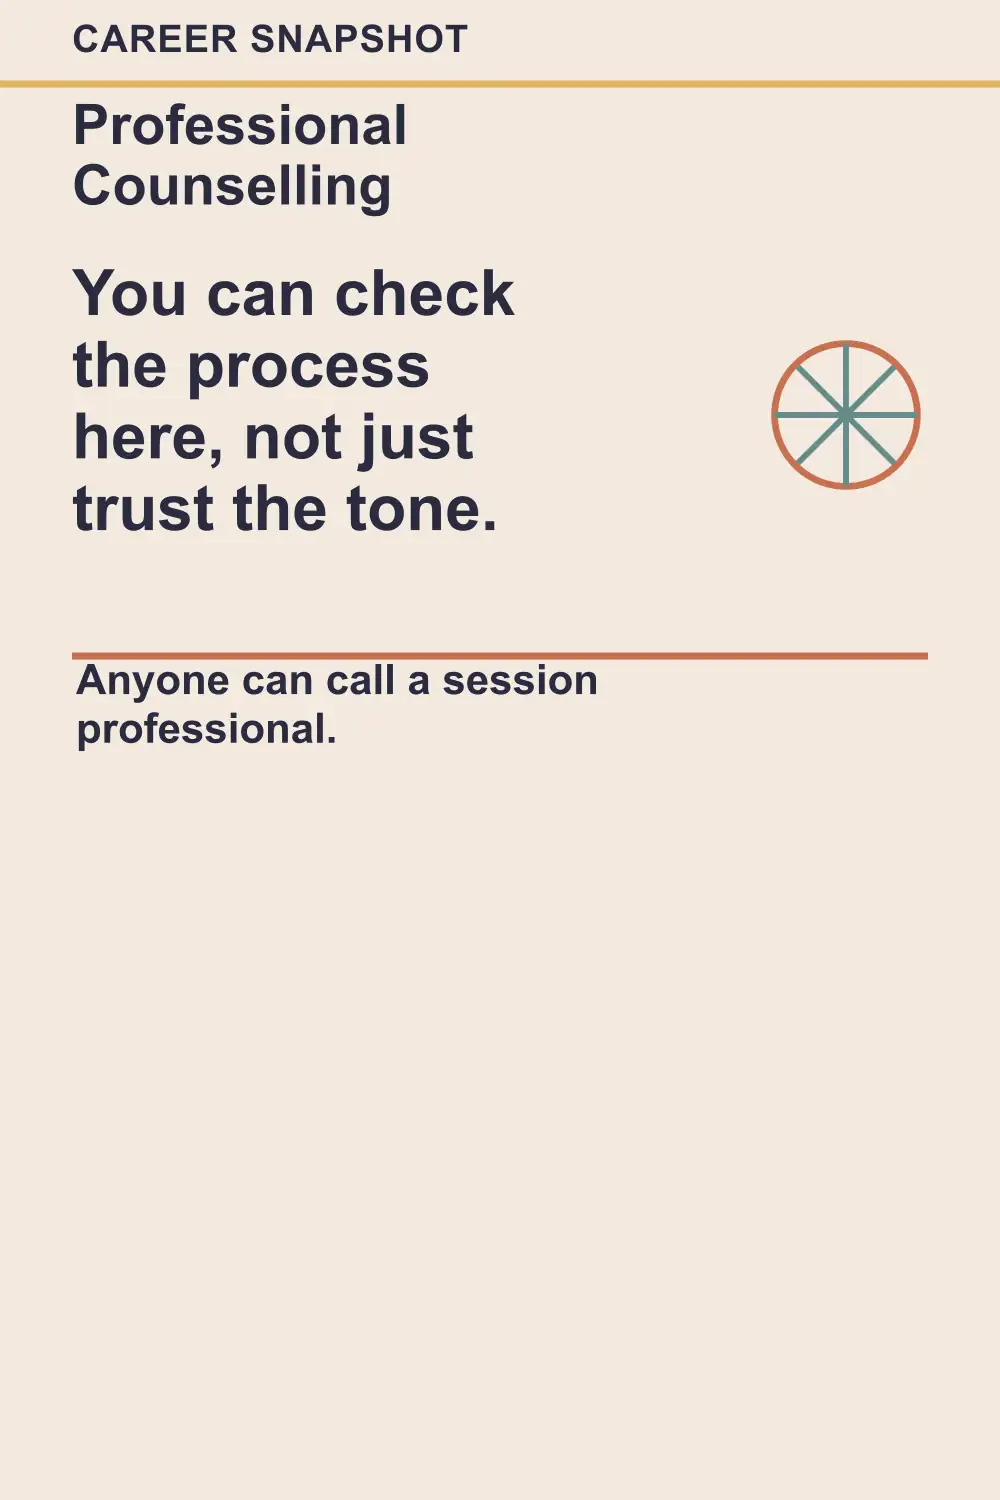 CAREER SNAPSHOT
Professional
Counselling
You can check
the process
here, not just
trust the tone.
Anyone can call a session
professional.